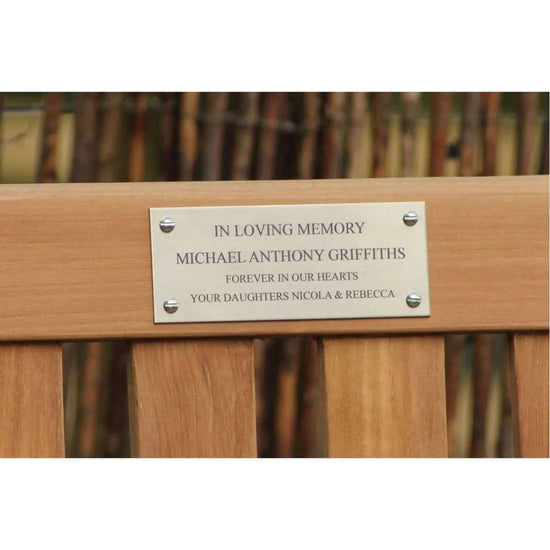 IN LOVING MEMORY
MICHAEL ANTHONY GRIFFITHS
FOREVER IN OUR HEARTS
YOUR DAUGHTERS NICOLA & REBECCA